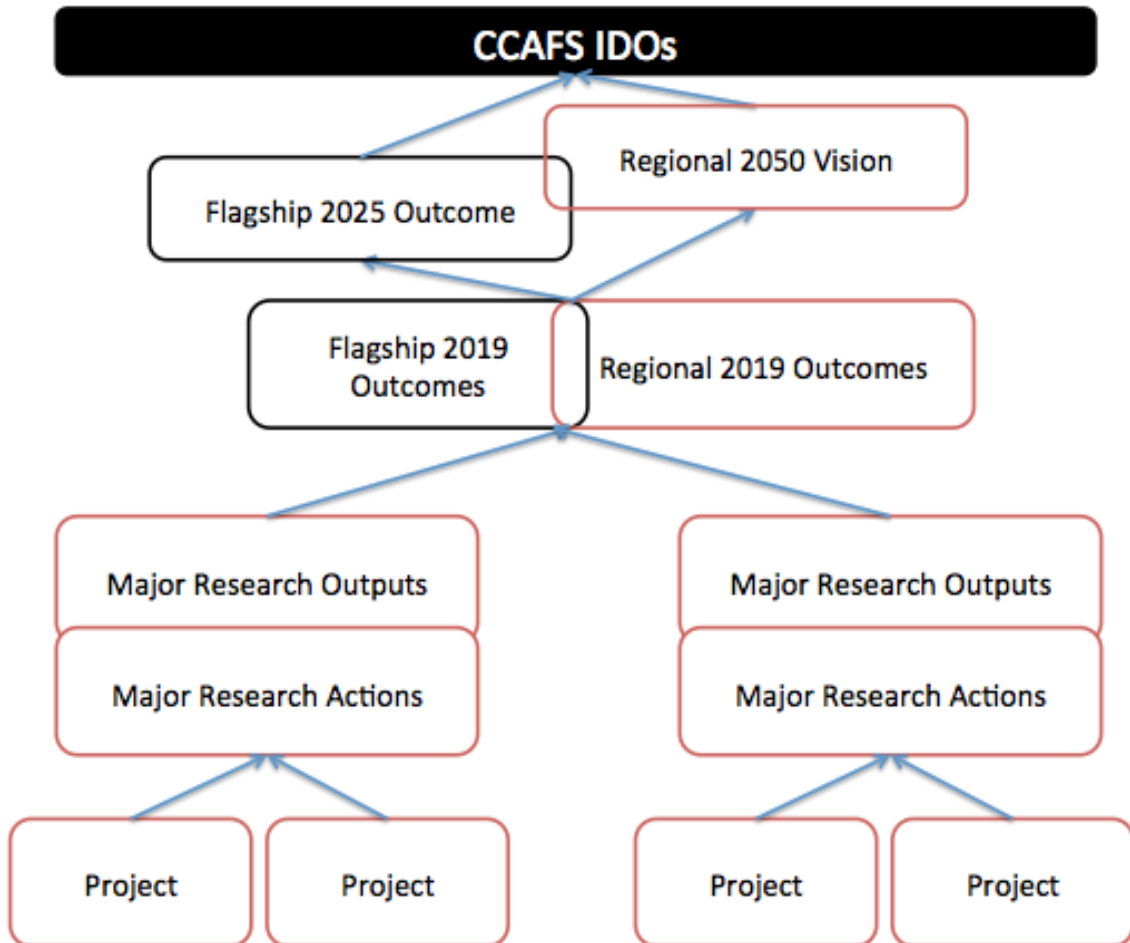 CCAFS IDOs
Regional 2050 Vision
Flagship 2025 Outcome
Flagship 2019
Outcomes
Regional 2019 Outcomes
Major Research Outputs
Major Research Outputs
Major Research Actions
Major Research Actions
Project
Project
Project
Project